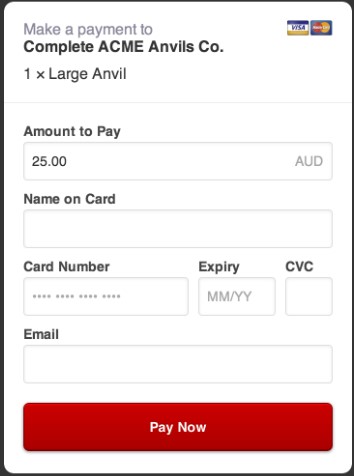 Make a payment to
VISA MasterCard
Complete ACME Anvils Co.
1 × Large Anvil
Amount to Pay
25.00 AUD
Name on Card
Card Number Expiry CVC
•••• •••• •••• •••• MM/YY
Email
Pay Now